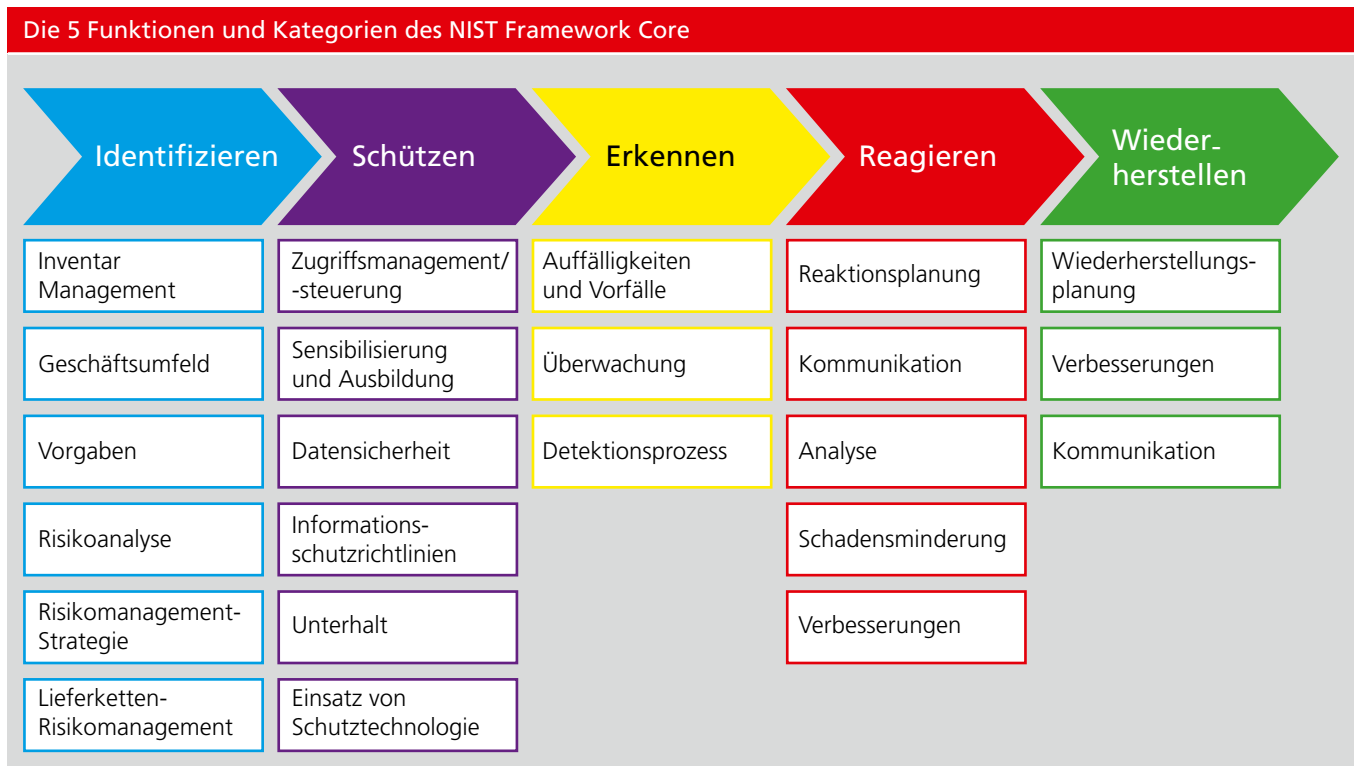 Die 5 Funktionen und Kategorien des NIST Framework Core
Identifizieren
Schützen
Erkennen
Reagieren
Wieder-
herstellen
Inventar
Management
Geschäftsumfeld
Vorgaben
Risikoanalyse
Risikomanagement-
Strategie
Lieferketten-
Risikomanagement
Zugriffsmanagement/
-steuerung
Sensibilisierung
und Ausbildung
Datensicherheit
Informations-
schutzrichtlinien
Unterhalt
Einsatz von
Schutztechnologie
Auffälligkeiten
und Vorfälle
Überwachung
Detektionsprozess
Reaktionsplanung
Kommunikation
Analyse
Schadensminderung
Verbesserungen
Wiederherstellungs-
planung
Verbesserungen
Kommunikation